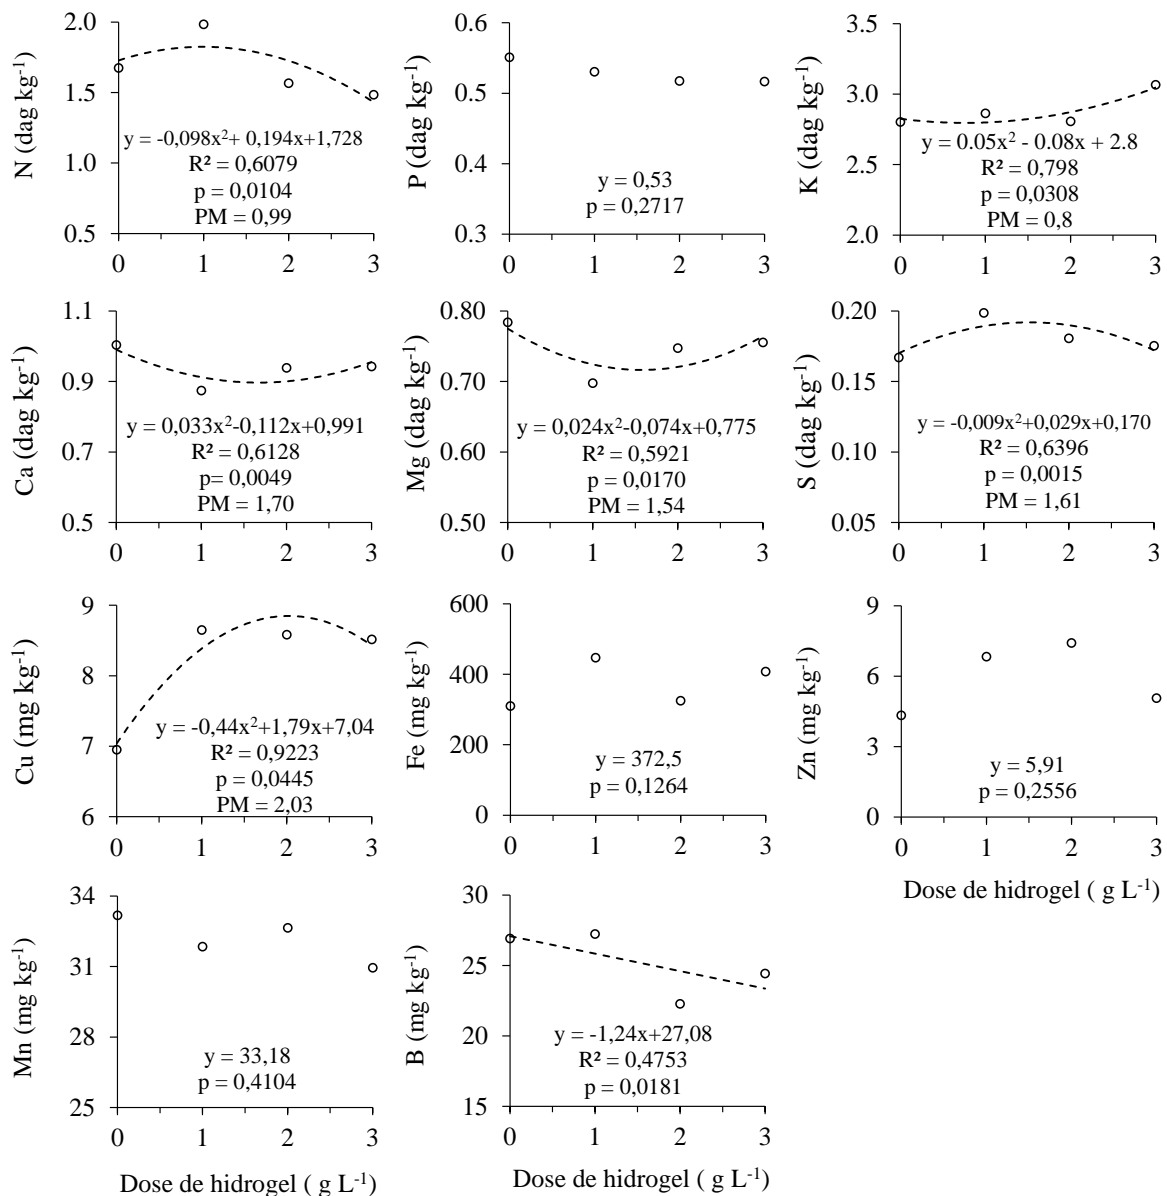 N (dag kg⁻¹)
2.0
1.5
1.0
0.5
0 1 2 3
y = -0,098x²+ 0,194x+1,728
R² = 0,6079
p = 0,0104
PM = 0,99
P (dag kg⁻¹)
0.6
0.5
0.4
0.3
0 1 2 3
y = 0,53
p = 0,2717
K (dag kg⁻¹)
3.5
3.0
2.5
2.0
0 1 2 3
y = 0.05x² - 0.08x + 2.8
R² = 0,798
p = 0,0308
PM = 0,8
Ca (dag kg⁻¹)
1.1
0.9
0.7
0.5
0 1 2 3
y = 0,033x²-0,112x+0,991
R² = 0,6128
p= 0,0049
PM = 1,70
Mg (dag kg⁻¹)
0.80
0.70
0.60
0.50
0 1 2 3
y = 0,024x²-0,074x+0,775
R² = 0,5921
p = 0,0170
PM = 1,54
S (dag kg⁻¹)
0.20
0.15
0.10
0.05
0 1 2 3
y = -0,009x²+0,029x+0,170
R² = 0,6396
p = 0,0015
PM = 1,61
Cu (mg kg⁻¹)
9
8
7
6
0 1 2 3
y = -0,44x²+1,79x+7,04
R² = 0,9223
p = 0,0445
PM = 2,03
Fe (mg kg⁻¹)
600
400
200
0
0 1 2 3
y = 372,5
p = 0,1264
Zn (mg kg⁻¹)
9
6
3
0
0 1 2 3
y = 5,91
p = 0,2556
Dose de hidrogel ( g L⁻¹)
Mn (mg kg⁻¹)
34
31
28
25
0 1 2 3
y = 33,18
p = 0,4104
Dose de hidrogel ( g L⁻¹)
B (mg kg⁻¹)
30
25
20
15
0 1 2 3
y = -1,24x+27,08
R² = 0,4753
p = 0,0181
Dose de hidrogel ( g L⁻¹)